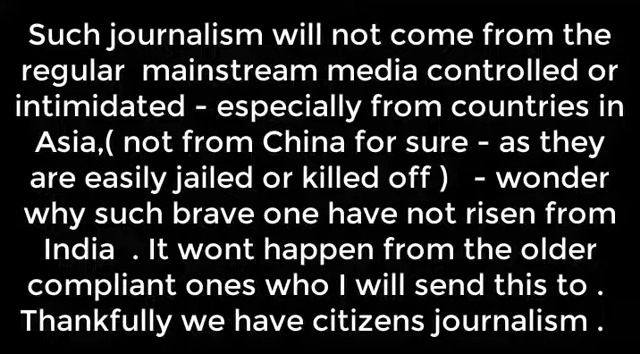 Such journalism will not come from the
regular mainstream media controlled or
intimidated - especially from countries in
Asia,( not from China for sure - as they
are easily jailed or killed off ) - wonder
why such brave one have not risen from
India . It wont happen from the older
compliant ones who I will send this to .
Thankfully we have citizens journalism .